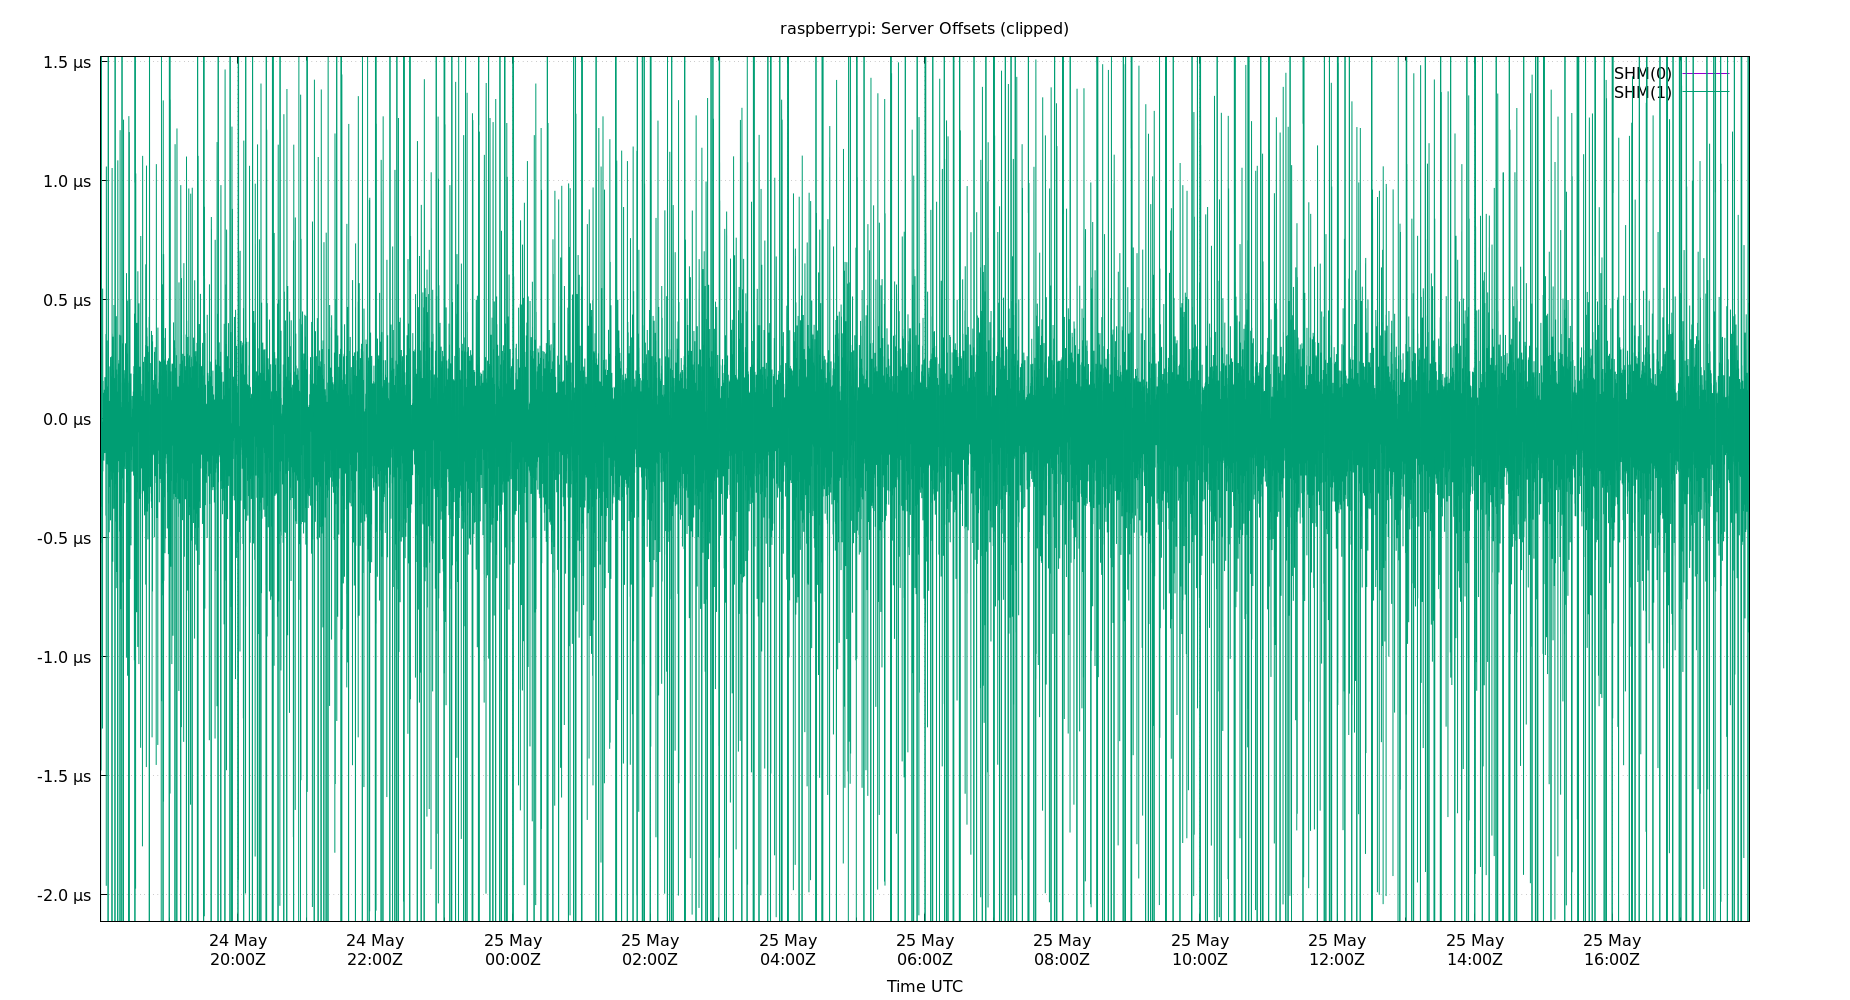 raspberrypi: Server Offsets (clipped)
1.5 µs
SHM(0)
SHM(1)
1.0 µs
0.5 µs
0.0 µs
-0.5 µs
-1.0 µs
-1.5 µs
-2.0 µs
24 May 24 May 25 May 25 May 25 May 25 May 25 May 25 May 25 May 25 May 25 May
20:00Z 22:00Z 00:00Z 02:00Z 04:00Z 06:00Z 08:00Z 10:00Z 12:00Z 14:00Z 16:00Z
Time UTC